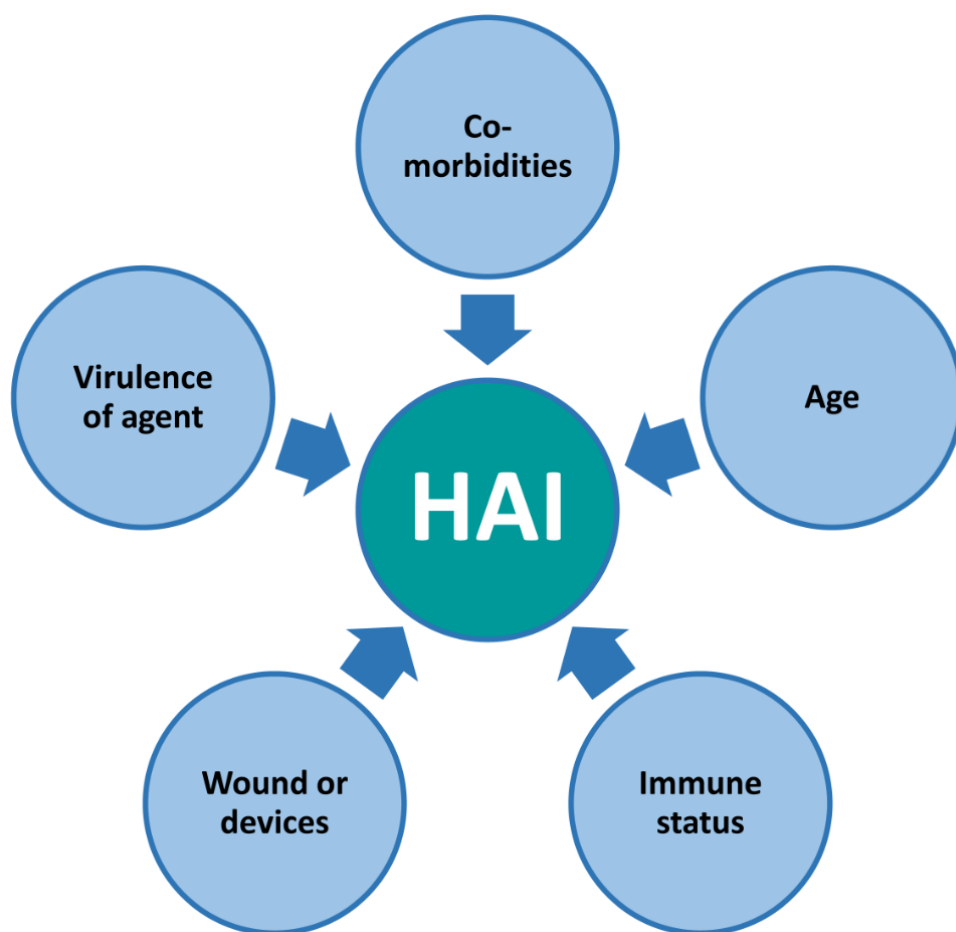 Co-
morbidities
Virulence
of agent
Age
HAI
Wound or
devices
Immune
status